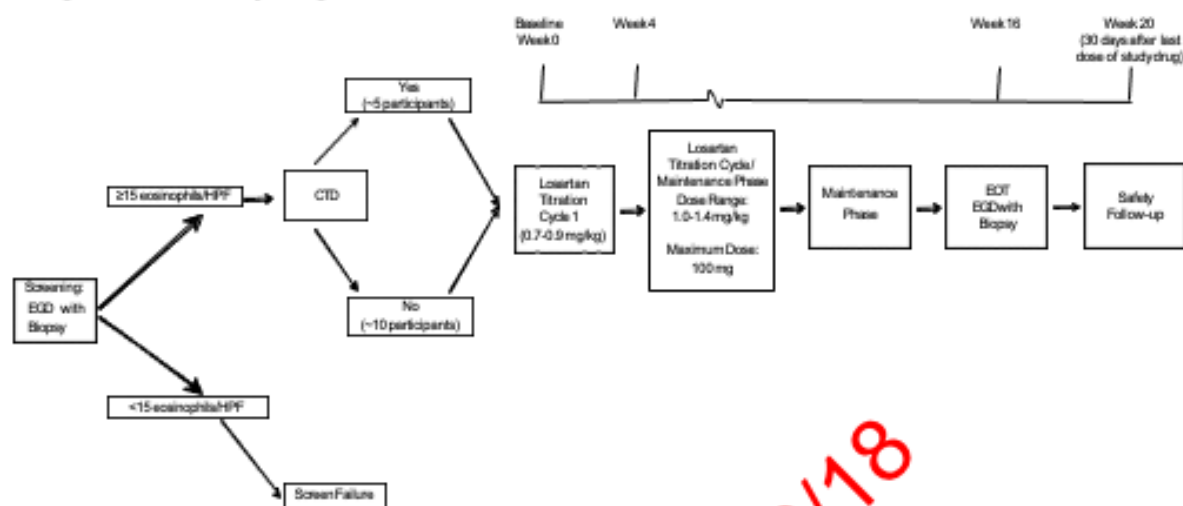 Baseline
Week 0
Week 4
Week 16
Week 20
(30 days after last
dose of study drug)
Yes
(~5 participants)
≥15 eosinophils/HPF
CTD
Losartan
Titration
Cycle 1
(0.7-0.9 mg/kg)
Losartan
Titration Cycle/
Maintenance Phase
Dose Range:
1.0-1.4 mg/kg
Maximum Dose:
100 mg
Maintenance
Phase
EOT
EGD with
Biopsy
Safety
Follow-up
Screening:
EGD with
Biopsy
No
(~10 participants)
<15 eosinophils/HPF
Screen Failure
/18